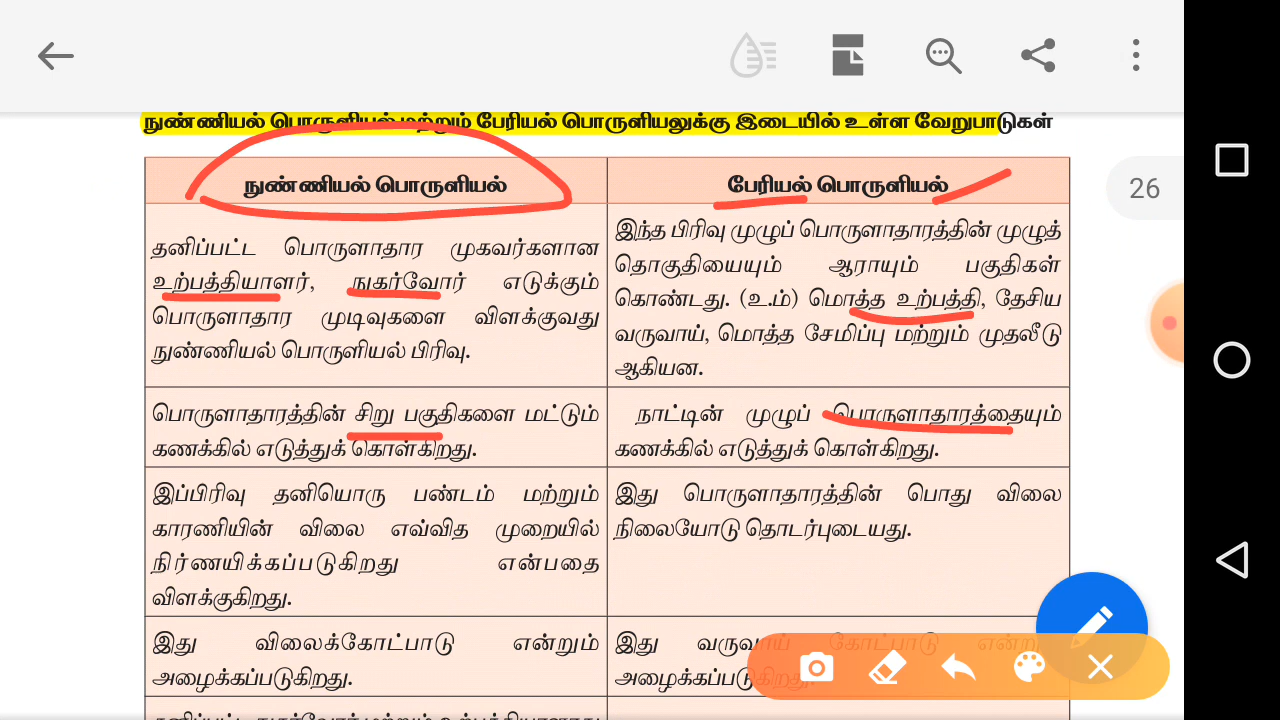 நுண்ணியல் பொருளியல் மற்றும் பேரியல் பொருளியலுக்கு இடையில் உள்ள வேறுபாடுகள்
26
நுண்ணியல் பொருளியல்
தனிப்பட்ட பொருளாதார முகவர்களான
உற்பத்தியாளர், நுகர்வோர் எடுக்கும்
பொருளாதார முடிவுகளை விளக்குவது
நுண்ணியல் பொருளியல் பிரிவு.
பேரியல் பொருளியல்
இந்த பிரிவு முழுப் பொருளாதாரத்தின் முழுத்
தொகுதியையும் ஆராயும் பகுதிகள்
கொண்டது. (உ.ம்) மொத்த உற்பத்தி, தேசிய
வருவாய், மொத்த சேமிப்பு மற்றும் முதலீடு
ஆகியன.
பொருளாதாரத்தின் சிறு பகுதிகளை மட்டும்
கணக்கில் எடுத்துக் கொள்கிறது.
நாட்டின் முழுப் பொருளாதாரத்தையும்
கணக்கில் எடுத்துக் கொள்கிறது.
இப்பிரிவு தனியொரு பண்டம் மற்றும்
காரணியின் விலை எவ்வித முறையில்
நிர்ணயிக்கப்படுகிறது என்பதை
விளக்குகிறது.
இது பொருளாதாரத்தின் பொது விலை
நிலையோடு தொடர்புடையது.
இது விலைக்கோட்பாடு என்றும்
அழைக்கப்படுகிறது.
இது வருவாய் கோட்பாடு
அழைக்கப்படுகிறது.